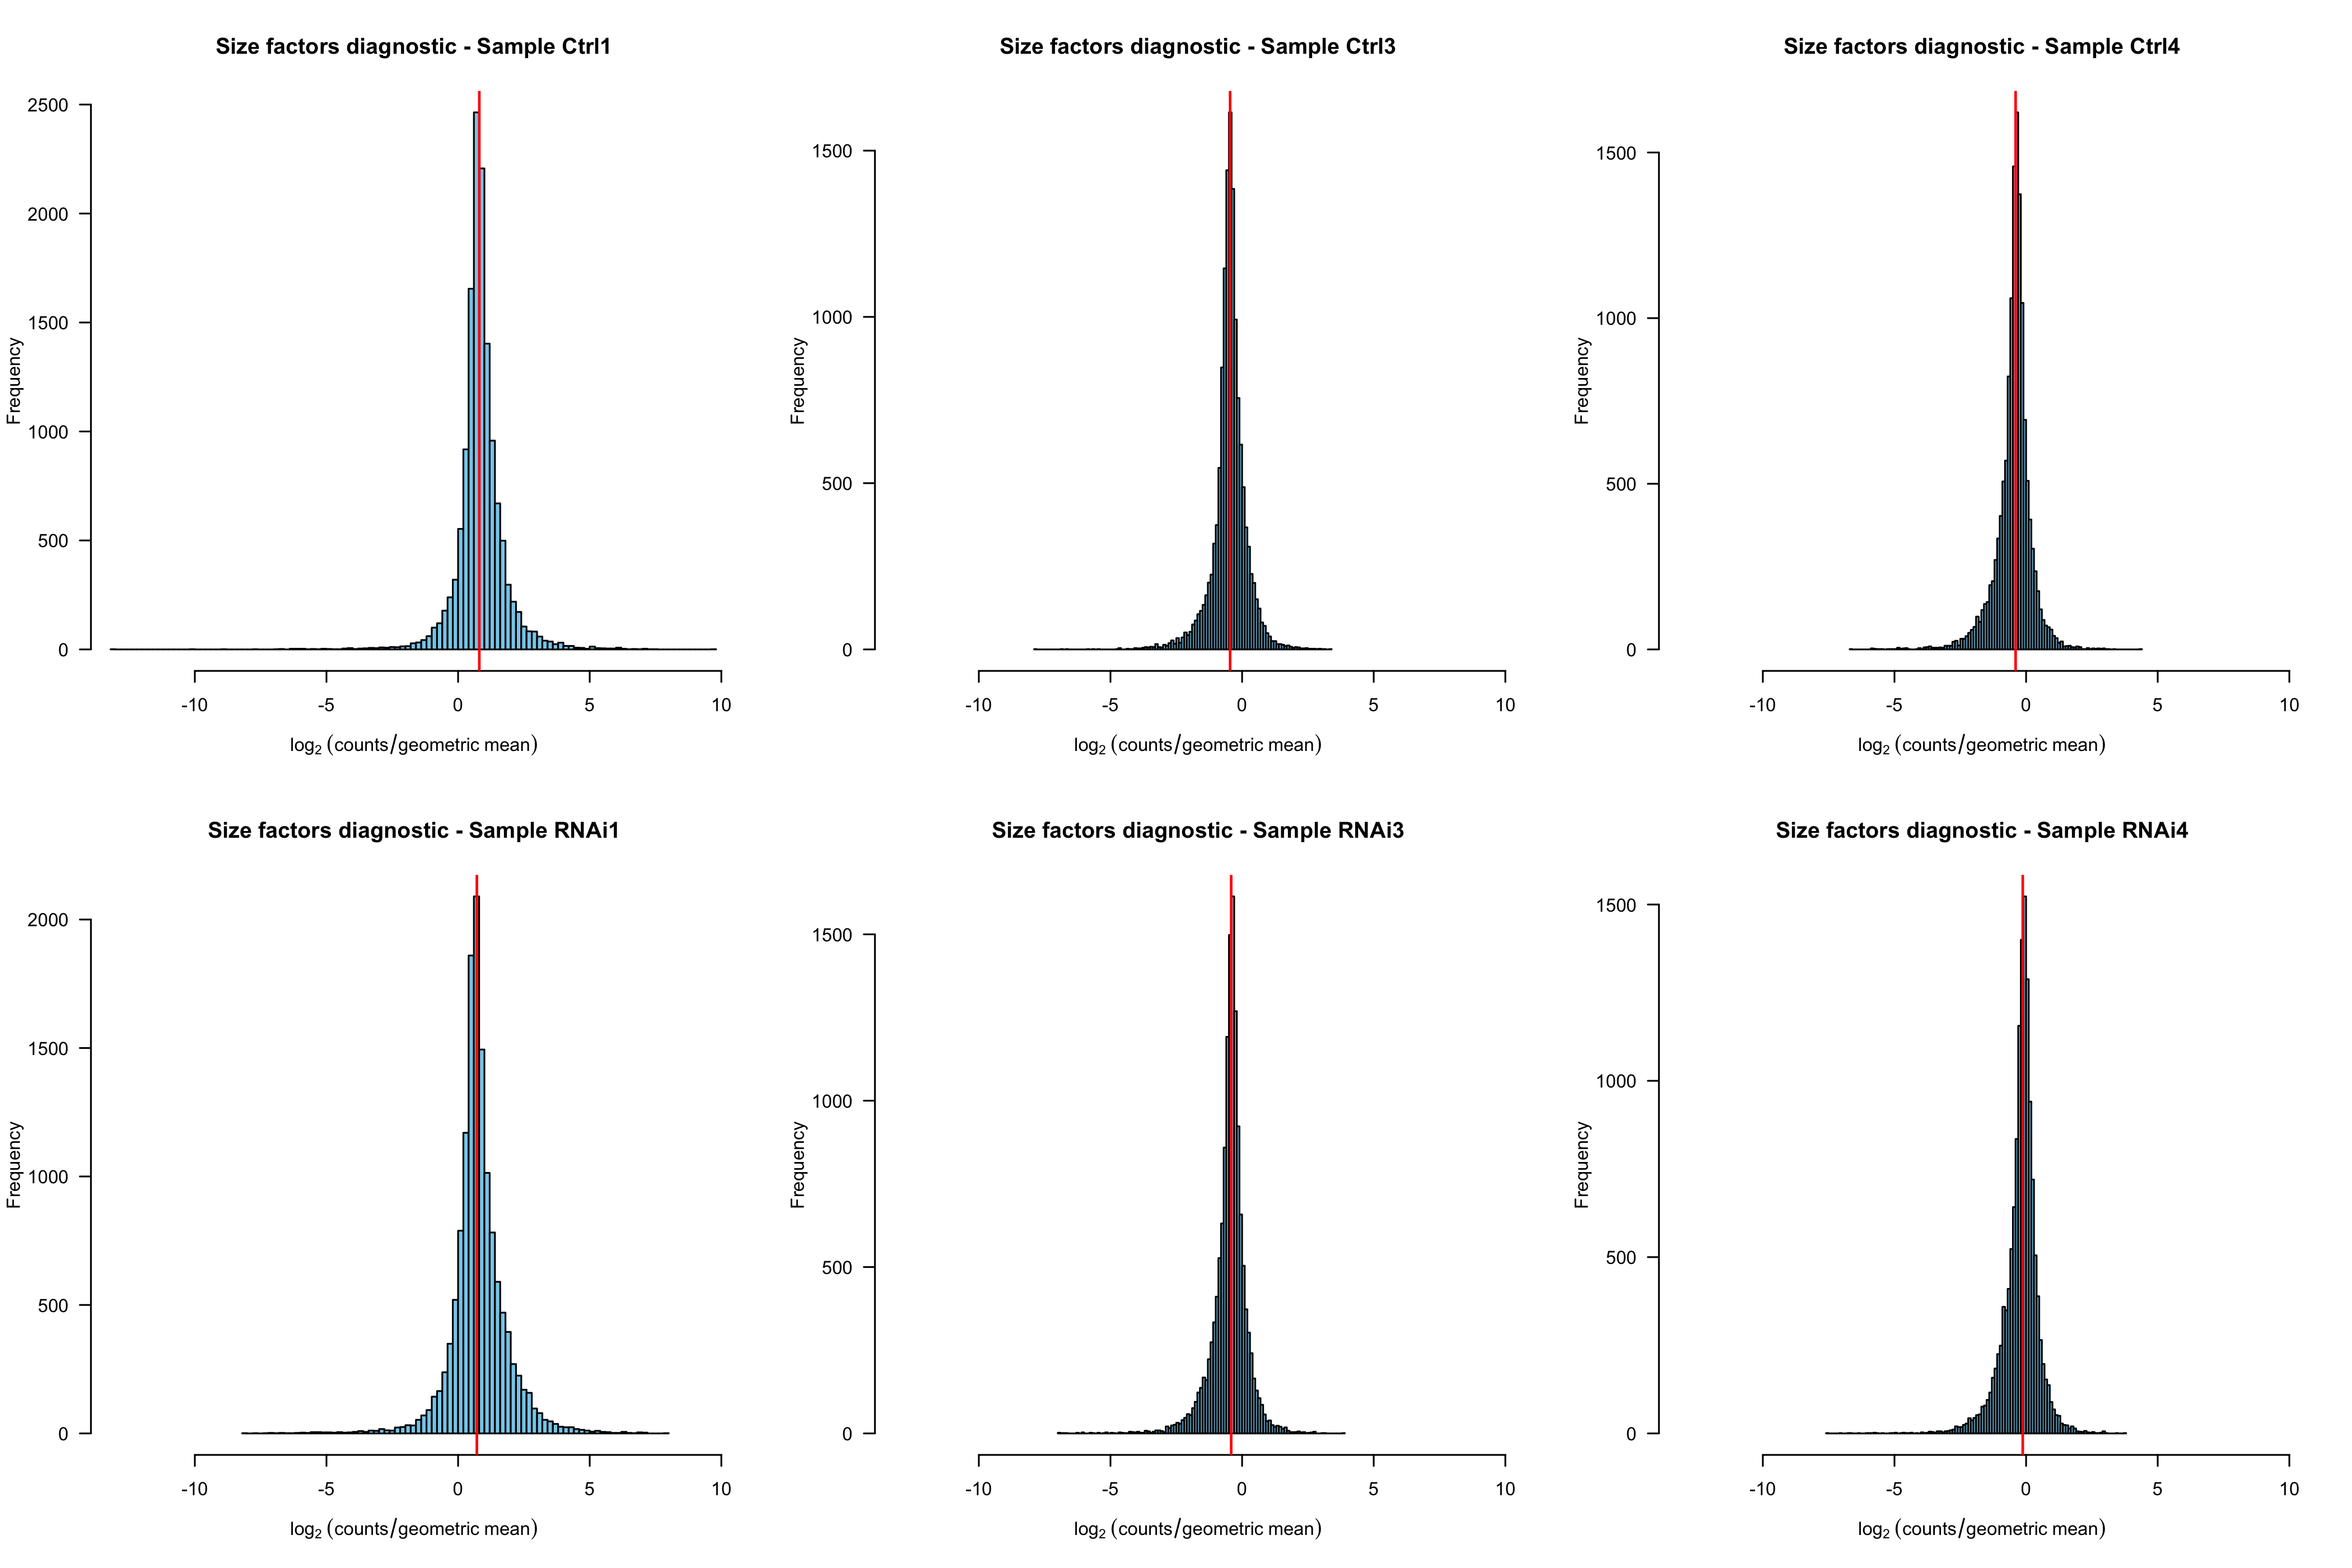 Size factors diagnostic - Sample Ctrl1
Frequency
2500
2000
1500
1000
500
0
-10 -5 0 5 10
log₂ (counts/geometric mean)
Size factors diagnostic - Sample Ctrl3
Frequency
1500
1000
500
0
-10 -5 0 5 10
log₂ (counts/geometric mean)
Size factors diagnostic - Sample Ctrl4
Frequency
1500
1000
500
0
-10 -5 0 5 10
log₂ (counts/geometric mean)
Size factors diagnostic - Sample RNAi1
Frequency
2000
1500
1000
500
0
-10 -5 0 5 10
log₂ (counts/geometric mean)
Size factors diagnostic - Sample RNAi3
Frequency
1500
1000
500
0
-10 -5 0 5 10
log₂ (counts/geometric mean)
Size factors diagnostic - Sample RNAi4
Frequency
1500
1000
500
0
-10 -5 0 5 10
log₂ (counts/geometric mean)